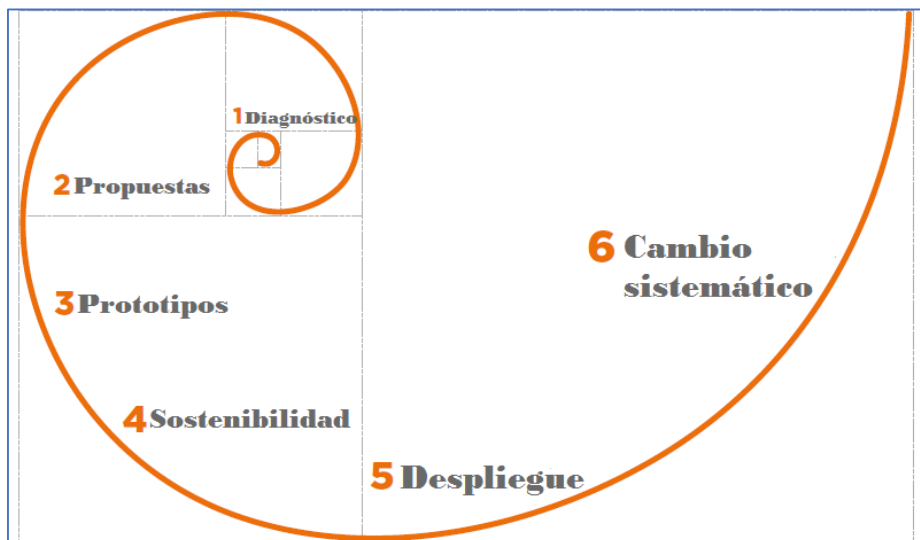 1 Diagnóstico
2 Propuestas
3 Prototipos
4 Sostenibilidad
5 Despliegue
6 Cambio
sistemático